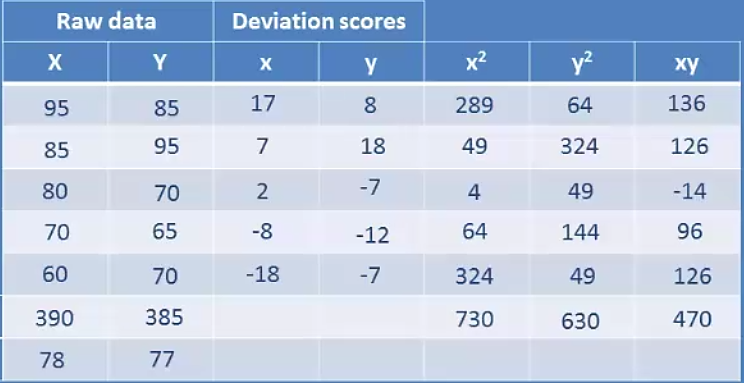 Raw data Deviation scores
X Y x y x² y² xy
95 85 17 8 289 64 136
85 95 7 18 49 324 126
80 70 2 -7 4 49 -14
70 65 -8 -12 64 144 96
60 70 -18 -7 324 49 126
390 385 730 630 470
78 77